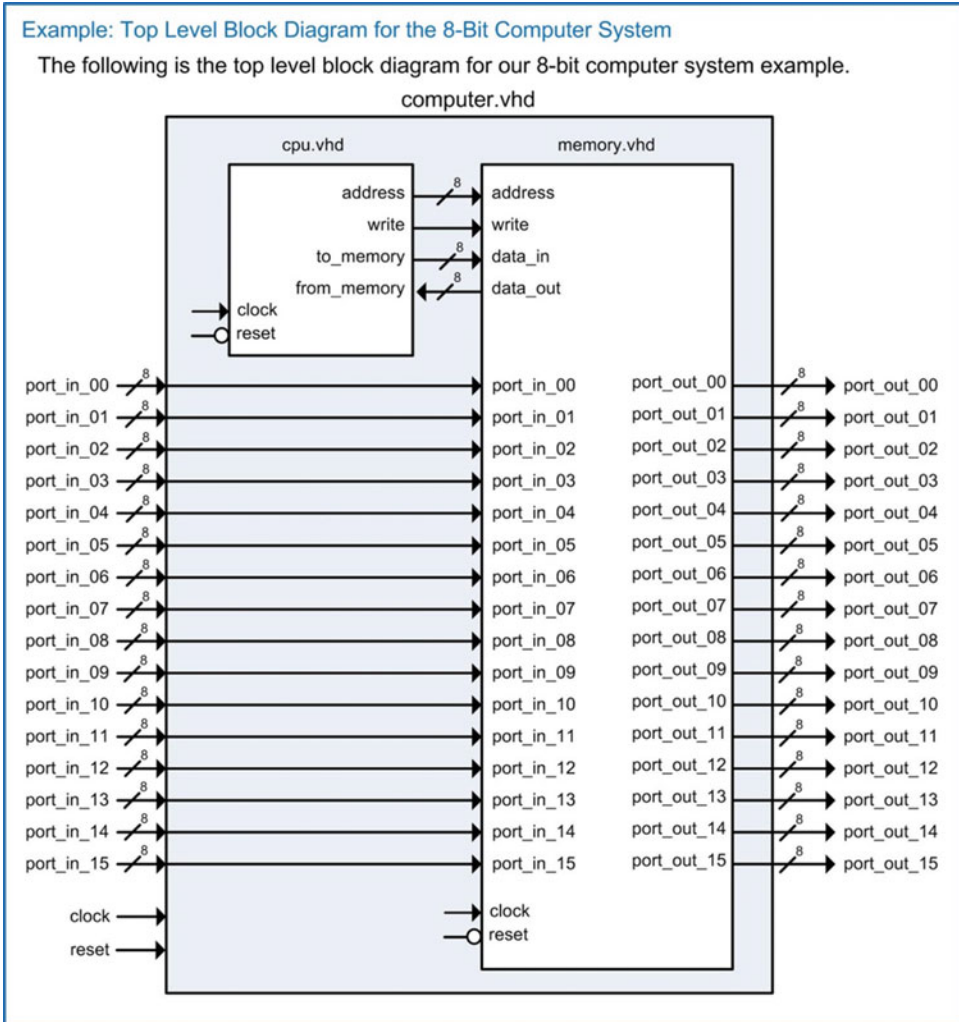 Example: Top Level Block Diagram for the 8-Bit Computer System
The following is the top level block diagram for our 8-bit computer system example.
computer.vhd
cpu.vhd memory.vhd
address 8 address
write write
to_memory 8 data_in
from_memory 8 data_out
clock
reset
port_in_00 8 port_in_00 port_out_00 8 port_out_00
port_in_01 8 port_in_01 port_out_01 8 port_out_01
port_in_02 8 port_in_02 port_out_02 8 port_out_02
port_in_03 8 port_in_03 port_out_03 8 port_out_03
port_in_04 8 port_in_04 port_out_04 8 port_out_04
port_in_05 8 port_in_05 port_out_05 8 port_out_05
port_in_06 8 port_in_06 port_out_06 8 port_out_06
port_in_07 8 port_in_07 port_out_07 8 port_out_07
port_in_08 8 port_in_08 port_out_08 8 port_out_08
port_in_09 8 port_in_09 port_out_09 8 port_out_09
port_in_10 8 port_in_10 port_out_10 8 port_out_10
port_in_11 8 port_in_11 port_out_11 8 port_out_11
port_in_12 8 port_in_12 port_out_12 8 port_out_12
port_in_13 8 port_in_13 port_out_13 8 port_out_13
port_in_14 8 port_in_14 port_out_14 8 port_out_14
port_in_15 8 port_in_15 port_out_15 8 port_out_15
clock clock
reset reset